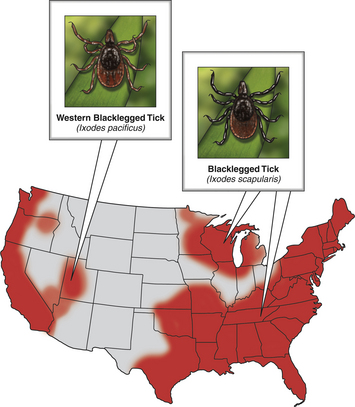 Western Blacklegged Tick
(Ixodes pacificus)
Blacklegged Tick
(Ixodes scapularis)